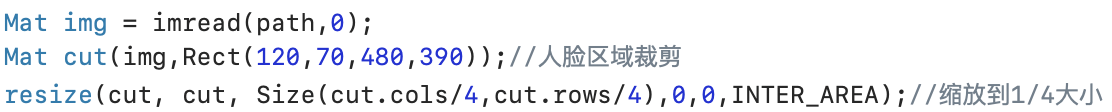 Mat img = imread(path,0);
Mat cut(img,Rect(120,70,480,390));//人脸区域裁剪
resize(cut, cut, Size(cut.cols/4,cut.rows/4),0,0,INTER_AREA);//缩放到1/4大小